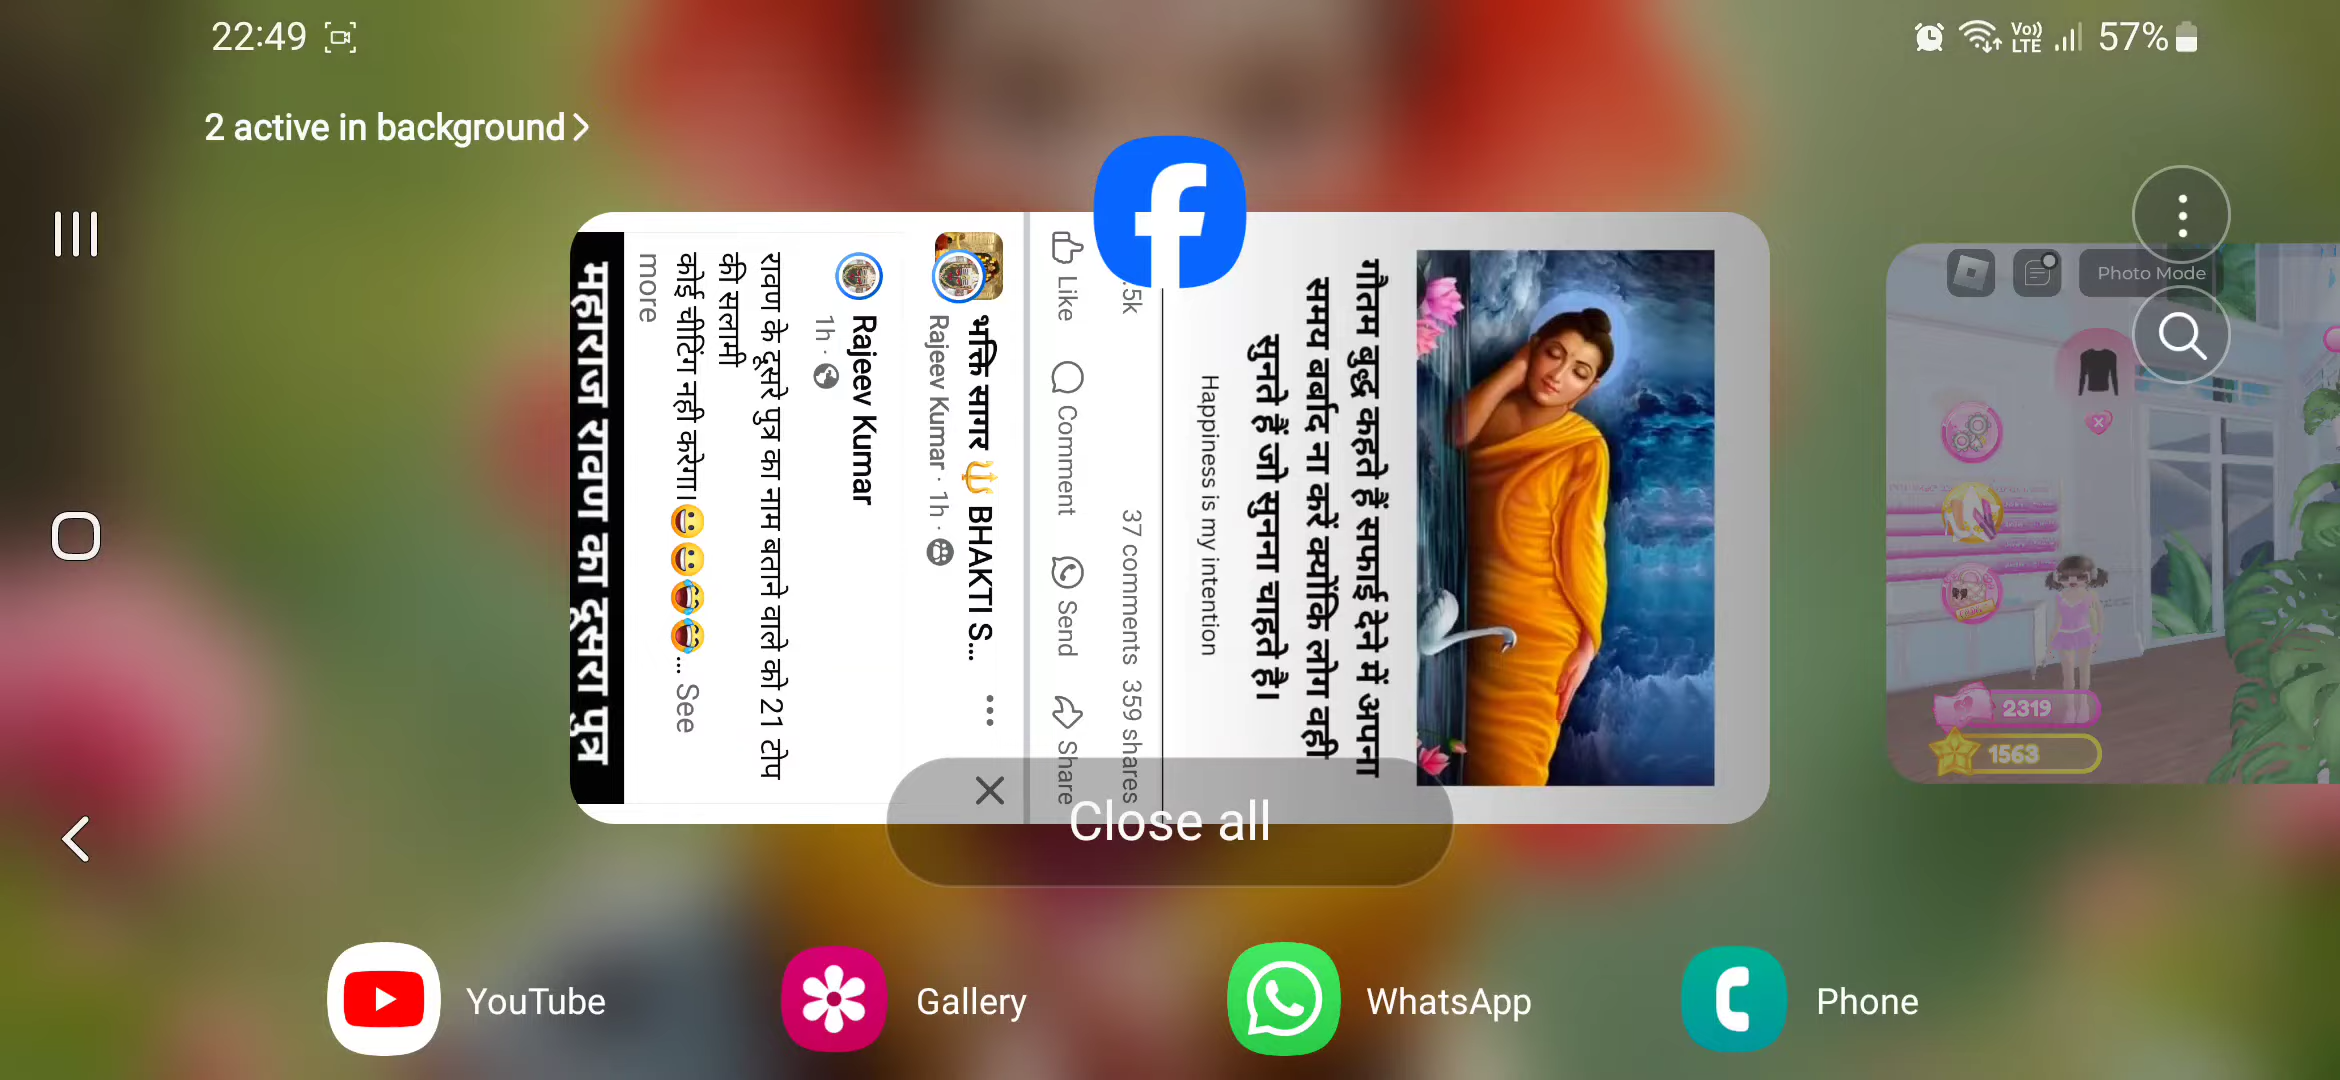 22:49
Vo)) LTE
57%
2 active in background
गौतम बुद्ध कहते हैं सफाई देने में अपना
समय बर्बाद ना करें क्योंकि लोग वही
सुनते हैं जो सुनना चाहते है।
Happiness is my intention
.5k 37 comments 359 shares
Like Comment Send Share
भक्ति सागर 🔱 BHAKTI S...
Rajeev Kumar · 1h ·
Rajeev Kumar
1h ·
रावण के दूसरे पुत्र का नाम बताने वाले को 21 टोप
की सलामी
कोई चीटिंग नही करेगा।😀😀😂😂... See
more
महाराज रावण का दूसरा पुत्र
Photo Mode
2319
1563
Close all
YouTube
Gallery
WhatsApp
Phone